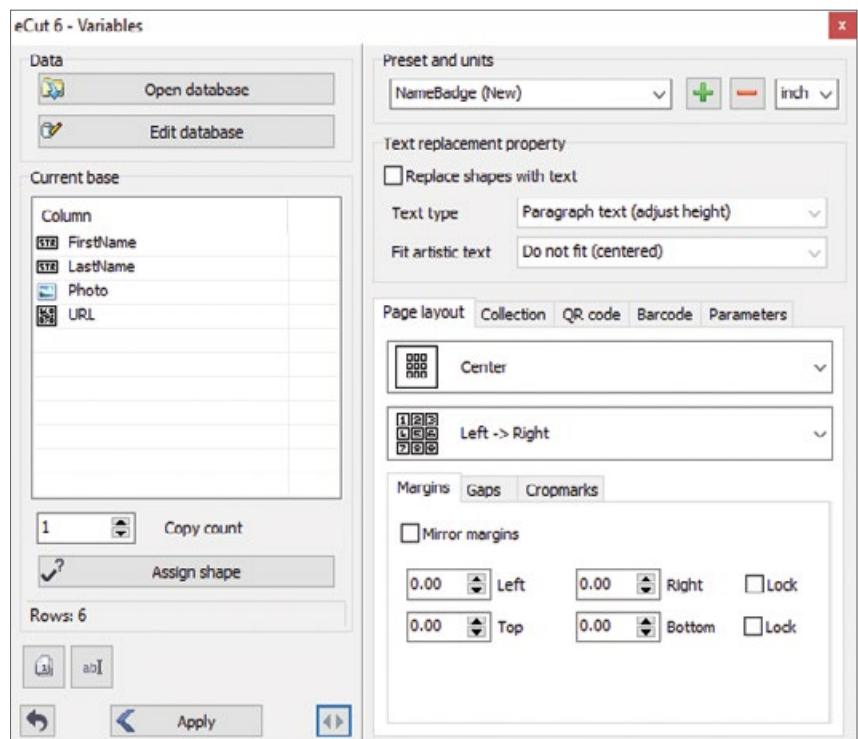 eCut 6 - Variables
x
Data
Open database
Edit database
Current base
Column
STR FirstName
STR LastName
Photo
URL
1 Copy count
Assign shape
Rows: 6
1 abI
Apply
Preset and units
NameBadge (New) inch
Text replacement property
Replace shapes with text
Text type Paragraph text (adjust height)
Fit artistic text Do not fit (centered)
Page layout Collection QR code Barcode Parameters
Center
Left -> Right
Margins Gaps Cropmarks
Mirror margins
0.00 Left 0.00 Right Lock
0.00 Top 0.00 Bottom Lock